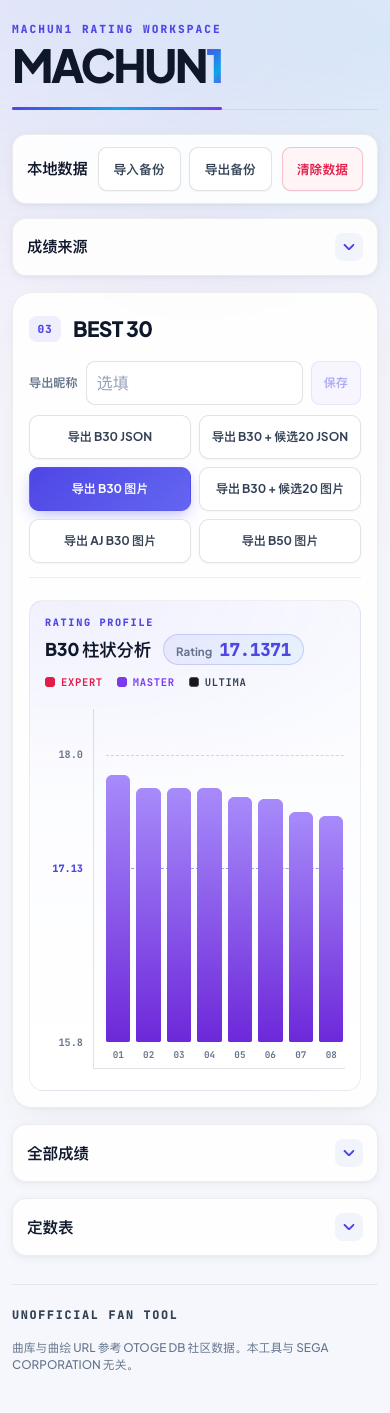 MACHUN1 RATING WORKSPACE
MACHUN1
本地数据 导入备份 导出备份 清除数据
成绩来源
03 BEST 30
导出昵称 选填 保存
导出 B30 JSON 导出 B30 + 候选20 JSON
导出 B30 图片 导出 B30 + 候选20 图片
导出 AJ B30 图片 导出 B50 图片
RATING PROFILE
B30 柱状分析 Rating 17.1371
EXPERT MASTER ULTIMA
18.0
17.13
15.8
01 02 03 04 05 06 07 08
全部成绩
定数表
UNOFFICIAL FAN TOOL
曲库与曲绘 URL 参考 OTOGE DB 社区数据。本工具与 SEGA
CORPORATION 无关。